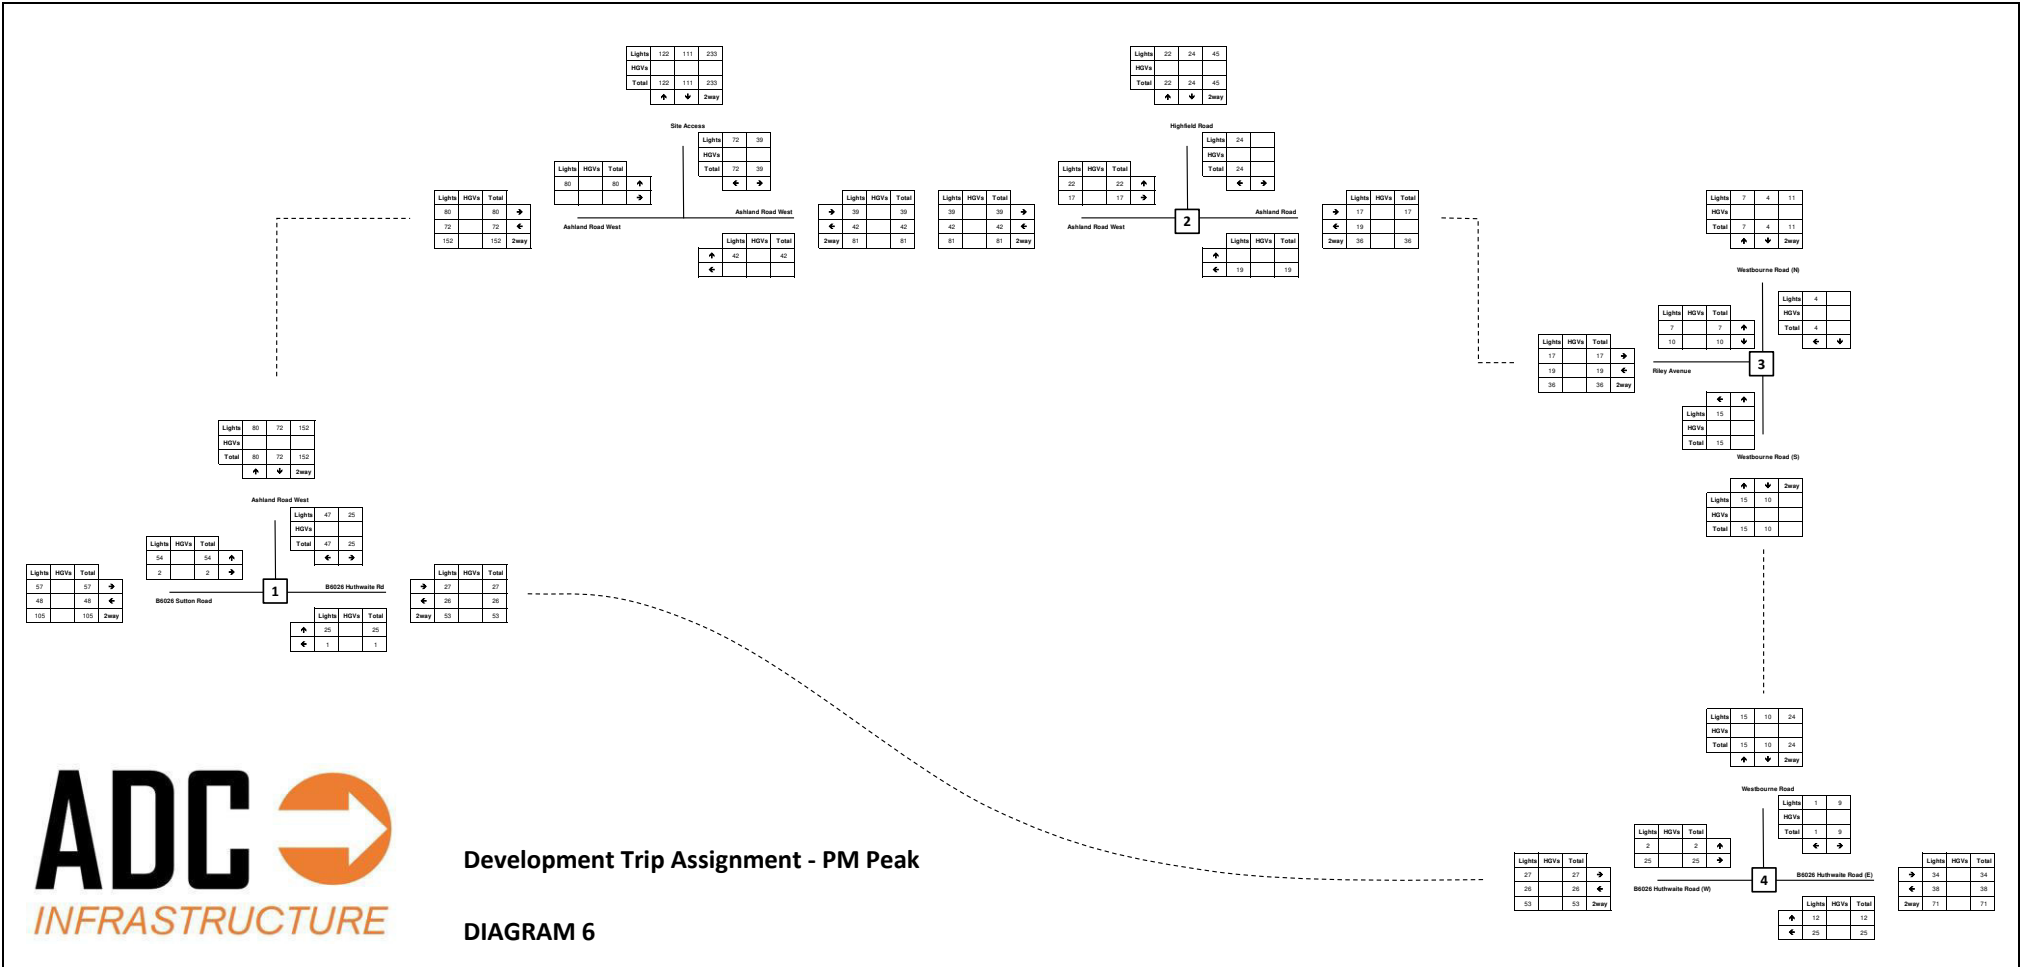 Lights 122 111 233
HGVs
Total 122 111 233
↑ ↓ 2way
Site Access
Lights 72 39
HGVs
Total 72 39
← →
Lights HGVs Total
80 80 ↑
→
Lights HGVs Total
80 80 →
72 72 ←
152 152 2way
Ashland Road West
Ashland Road West
Lights HGVs Total
↑ 42 42
←
Lights HGVs Total
→ 39 39
← 42 42
2way 81 81
Lights 22 24 45
HGVs
Total 22 24 45
↑ ↓ 2way
Highfield Road
Lights 24
HGVs
Total 24
← →
Lights HGVs Total
22 22 ↑
17 17 →
Lights HGVs Total
39 39 →
42 42 ←
81 81 2way
Ashland Road
2
Ashland Road West
Lights HGVs Total
↑
← 19 19
Lights HGVs Total
→ 17 17
← 19
2way 36 36
Lights 7 4 11
HGVs
Total 7 4 11
↑ ↓ 2way
Westbourne Road (N)
Lights 4
HGVs
Total 4
← ↓
Lights HGVs Total
7 7 ↑
10 10 ↓
Lights HGVs Total
17 17 →
19 19 ←
36 36 2way
3
Riley Avenue
← ↑
Lights 15
HGVs
Total 15
Westbourne Road (S)
↑ ↓ 2way
Lights 15 10
HGVs
Total 15 10
Lights 80 72 152
HGVs
Total 80 72 152
↑ ↓ 2way
Ashland Road West
Lights 47 25
HGVs
Total 47 25
← →
Lights HGVs Total
54 54 ↑
2 2 →
Lights HGVs Total
57 57 →
48 48 ←
105 105 2way
B6026 Huthwaite Rd
1
B6026 Sutton Road
Lights HGVs Total
↑ 25 25
← 1 1
Lights HGVs Total
→ 27 27
← 26 26
2way 53 53
Lights 15 10 24
HGVs
Total 15 10 24
↑ ↓ 2way
Westbourne Road
Lights 1 9
HGVs
Total 1 9
← →
Lights HGVs Total
2 2 ↑
25 25 →
Lights HGVs Total
27 27 →
26 26 ←
53 53 2way
B6026 Huthwaite Road (E)
4
B6026 Huthwaite Road (W)
Lights HGVs Total
↑ 12 12
← 25 25
Lights HGVs Total
→ 34 34
← 38 38
2way 71 71
ADC
INFRASTRUCTURE
Development Trip Assignment - PM Peak
DIAGRAM 6